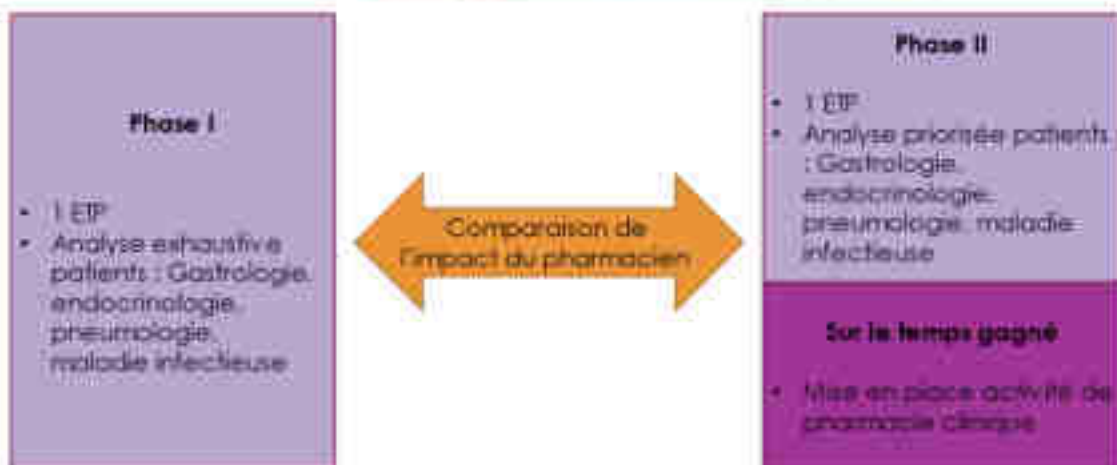 Phase I
• 1 ETP
• Analyse exhaustive
patients : Gastrologie,
endocrinologie,
pneumologie,
maladie infectieuse
Comparaison de
l'impact du pharmacien
Phase II
• 1 ETP
• Analyse priorisée patients
: Gastrologie,
endocrinologie,
pneumologie, maladie
infectieuse
Sur le temps gagné
• Mise en place activité de
pharmacie clinique